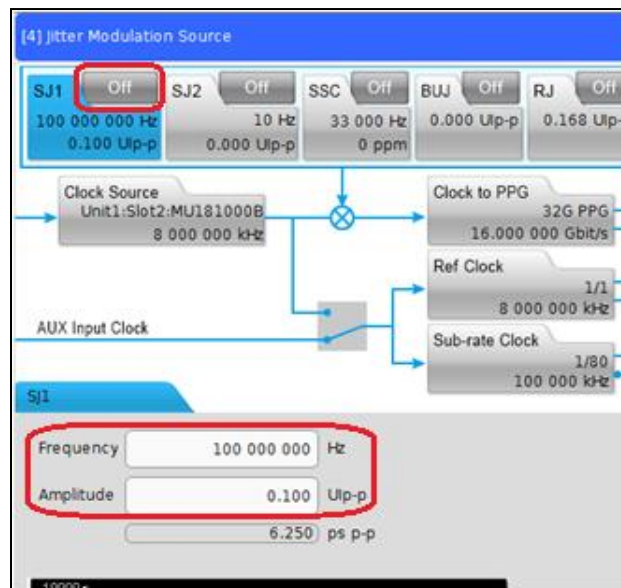 [4] Jitter Modulation Source
SJ1 Off SJ2 Off SSC Off BUJ Off RJ Off
100 000 000 Hz 10 Hz 33 000 Hz 0.000 UIp-p 0.168 UIp-
0.100 UIp-p 0.000 UIp-p 0 ppm
Clock Source
Unit1:Slot2:MU181000B
8 000 000 kHz
Clock to PPG
32G PPG
16.000 000 Gbit/s
Ref Clock
1/1
8 000 000 kHz
AUX Input Clock
Sub-rate Clock
1/80
100 000 kHz
SJ1
Frequency 100 000 000 Hz
Amplitude 0.100 UIp-p
6.250 ps p-p